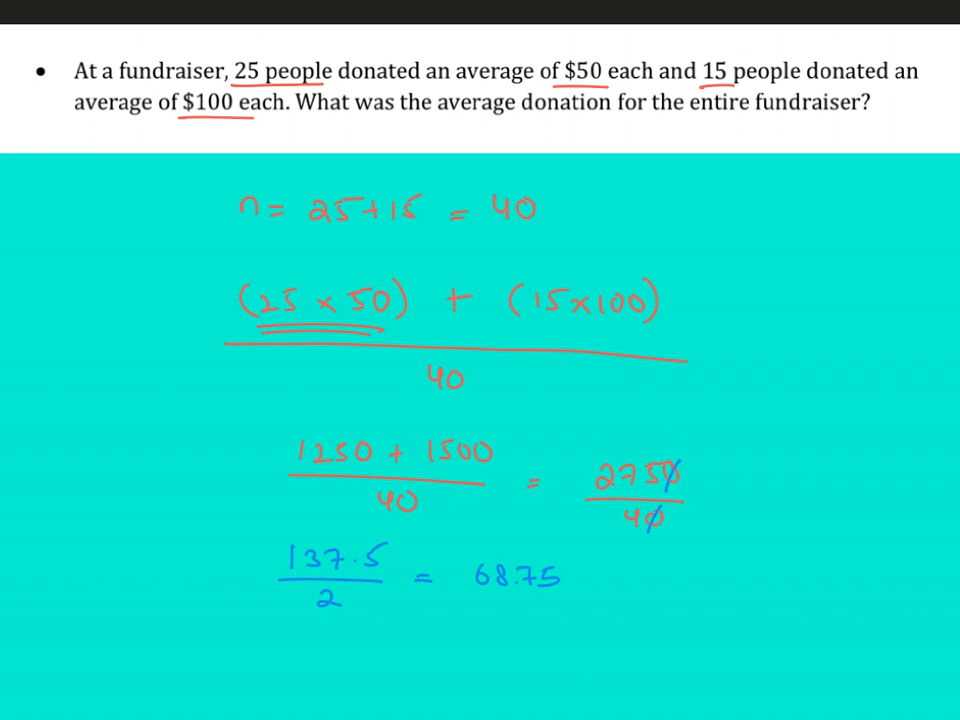 • At a fundraiser, 25 people donated an average of $50 each and 15 people donated an
average of $100 each. What was the average donation for the entire fundraiser?
n = 25+15 = 40
(25 × 50) + (15×100)
40
1250 + 1500 = 2750
40 40
137.5 = 68.75
2